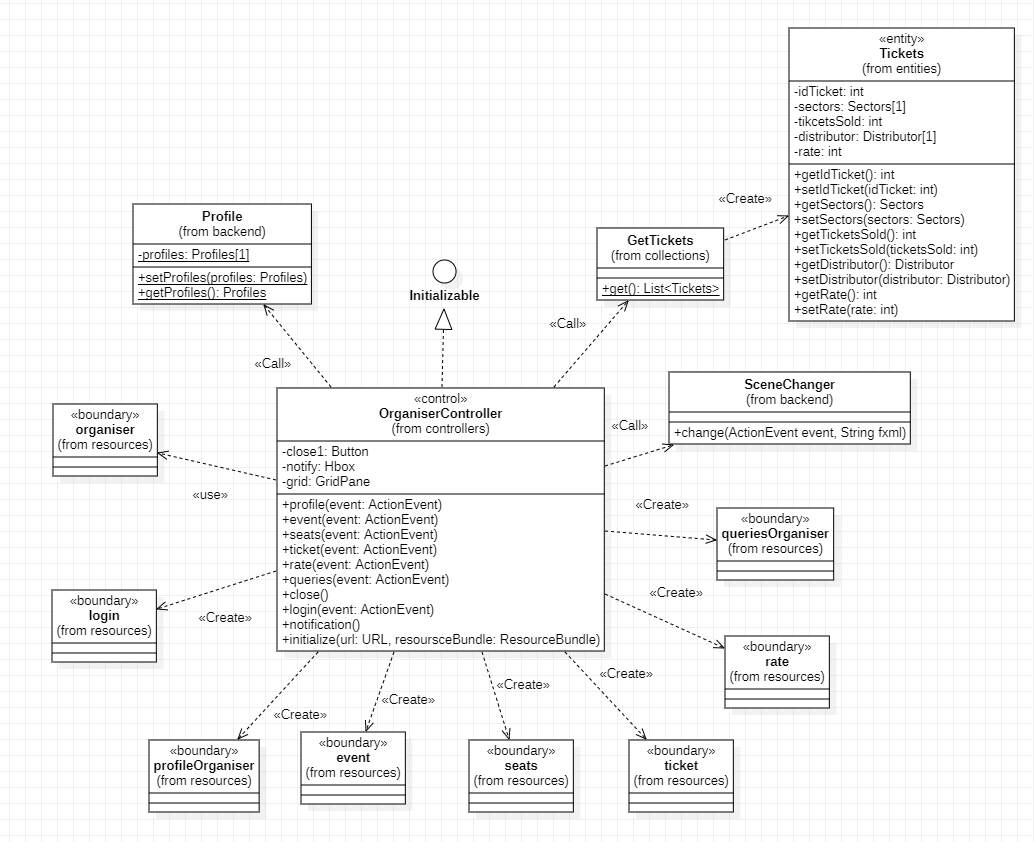 «entity»
Tickets
(from entities)
-idTicket: int
-sectors: Sectors[1]
-tikcetsSold: int
-distributor: Distributor[1]
-rate: int
+getIdTicket(): int
+setIdTicket(idTicket: int)
+getSectors(): Sectors
+setSectors(sectors: Sectors)
+getTicketsSold(): int
+setTicketsSold(ticketsSold: int)
+getDistributor(): Distributor
+setDistributor(distributor: Distributor)
+getRate(): int
+setRate(rate: int)
«Create»
Profile
(from backend)
-profiles: Profiles[1]
+setProfiles(profiles: Profiles)
+getProfiles(): Profiles
GetTickets
(from collections)
+get(): List<Tickets>
Initializable
«Call»
«Call»
SceneChanger
(from backend)
+change(ActionEvent event, String fxml)
«Call»
«control»
OrganiserController
(from controllers)
-close1: Button
-notify: Hbox
-grid: GridPane
+profile(event: ActionEvent)
+event(event: ActionEvent)
+seats(event: ActionEvent)
+ticket(event: ActionEvent)
+rate(event: ActionEvent)
+queries(event: ActionEvent)
+close()
+login(event: ActionEvent)
+notification()
+initialize(url: URL, resoursceBundle: ResourceBundle)
«boundary»
organiser
(from resources)
«use»
«Create»
«boundary»
queriesOrganiser
(from resources)
«boundary»
login
(from resources)
«Create»
«Create»
«boundary»
rate
(from resources)
«Create»
«Create»
«Create»
«Create»
«boundary»
profileOrganiser
(from resources)
«boundary»
event
(from resources)
«boundary»
seats
(from resources)
«boundary»
ticket
(from resources)